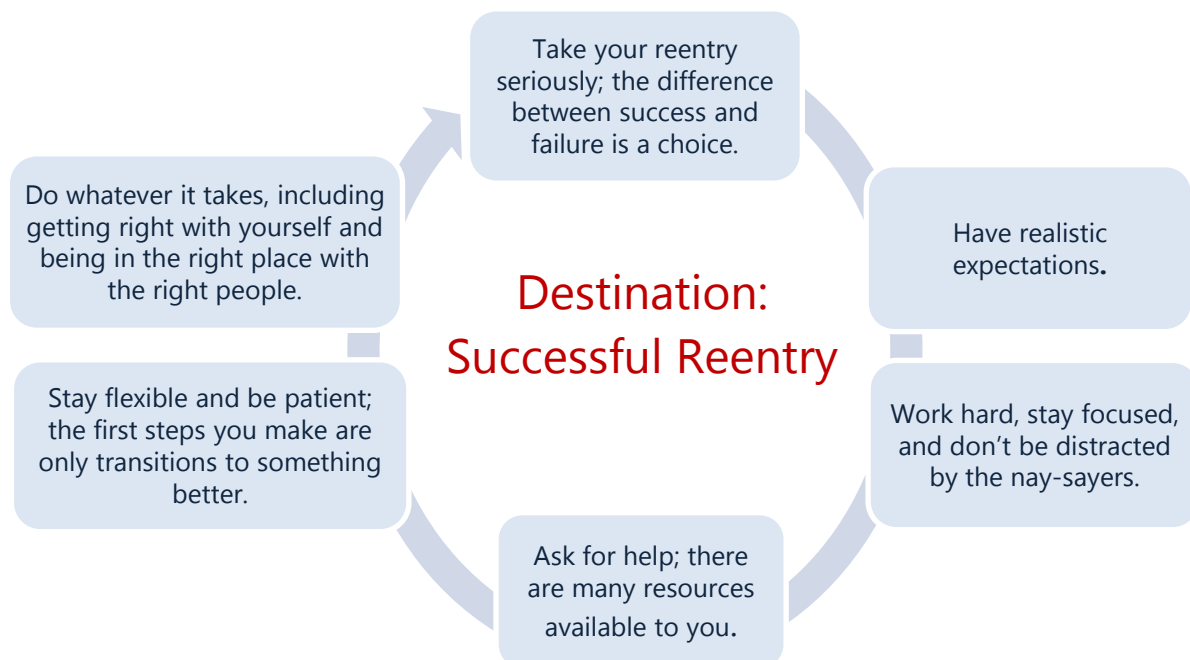 Take your reentry
seriously; the difference
between success and
failure is a choice.
Have realistic
expectations.
Work hard, stay focused,
and don’t be distracted
by the nay-sayers.
Ask for help; there
are many resources
available to you.
Stay flexible and be patient;
the first steps you make are
only transitions to something
better.
Do whatever it takes, including
getting right with yourself and
being in the right place with
the right people.
Destination:
Successful Reentry